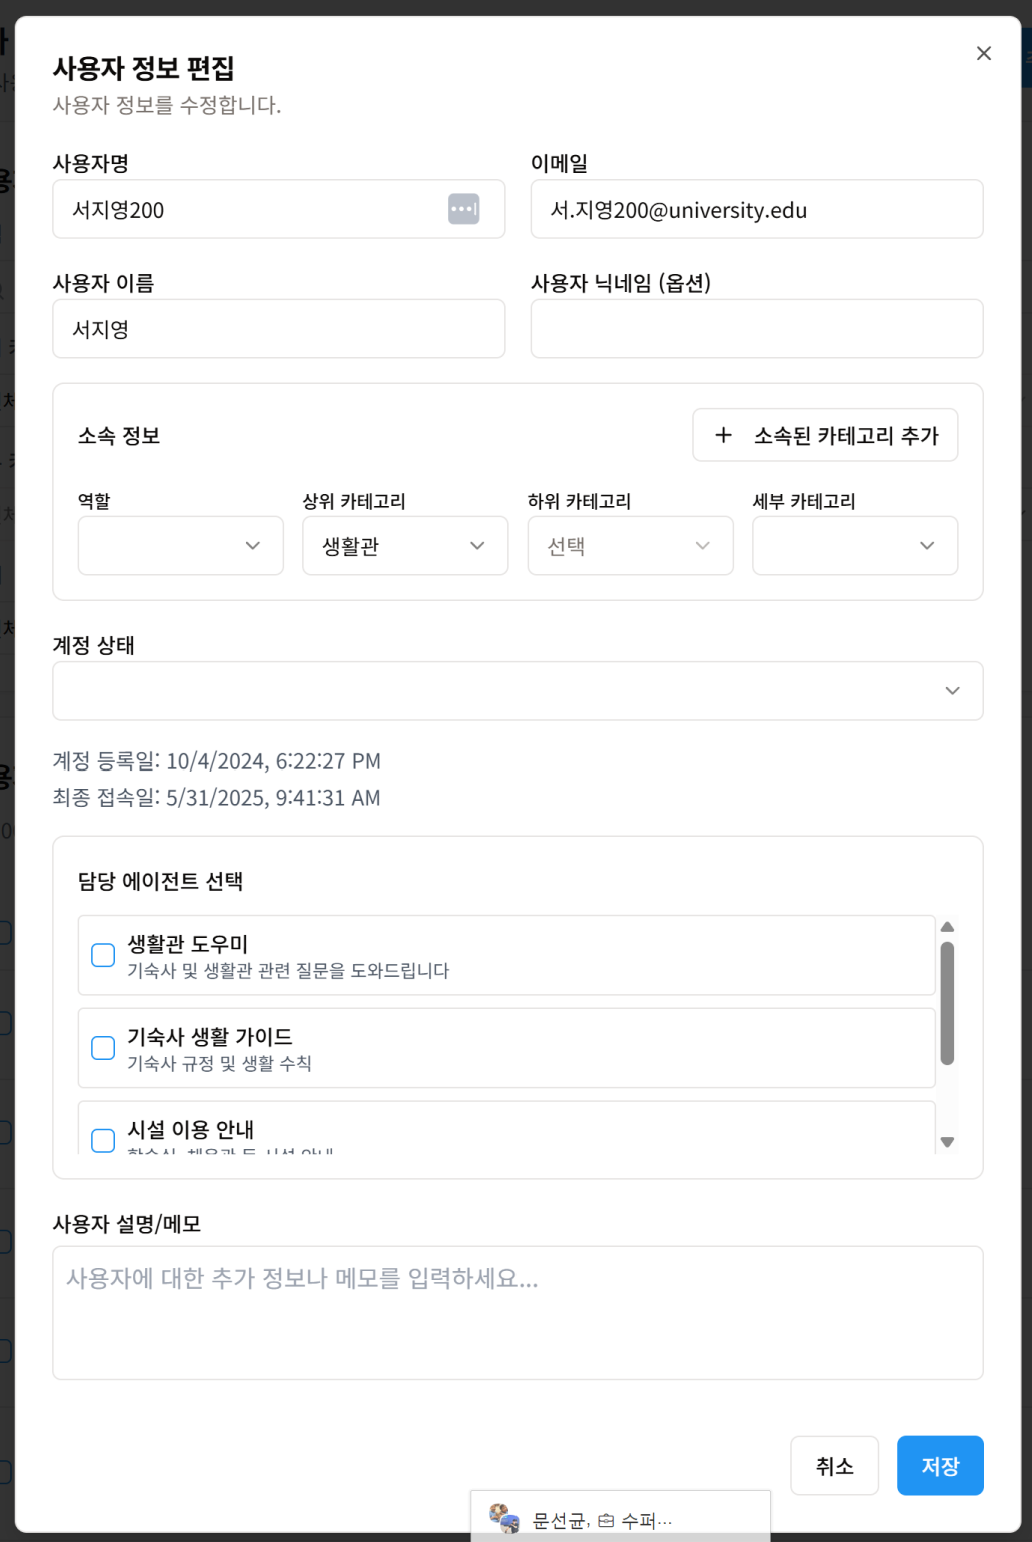 사용자 정보 편집
사용자 정보를 수정합니다.
사용자명
이메일
서지영200
서.지영200@university.edu
사용자 이름
사용자 닉네임 (옵션)
서지영
소속 정보
+ 소속된 카테고리 추가
역할
상위 카테고리
하위 카테고리
세부 카테고리
생활관
선택
계정 상태
계정 등록일: 10/4/2024, 6:22:27 PM
최종 접속일: 5/31/2025, 9:41:31 AM
담당 에이전트 선택
생활관 도우미
기숙사 및 생활관 관련 질문을 도와드립니다
기숙사 생활 가이드
기숙사 규정 및 생활 수칙
시설 이용 안내
사용자 설명/메모
사용자에 대한 추가 정보나 메모를 입력하세요...
취소
저장
문선균, 수퍼...